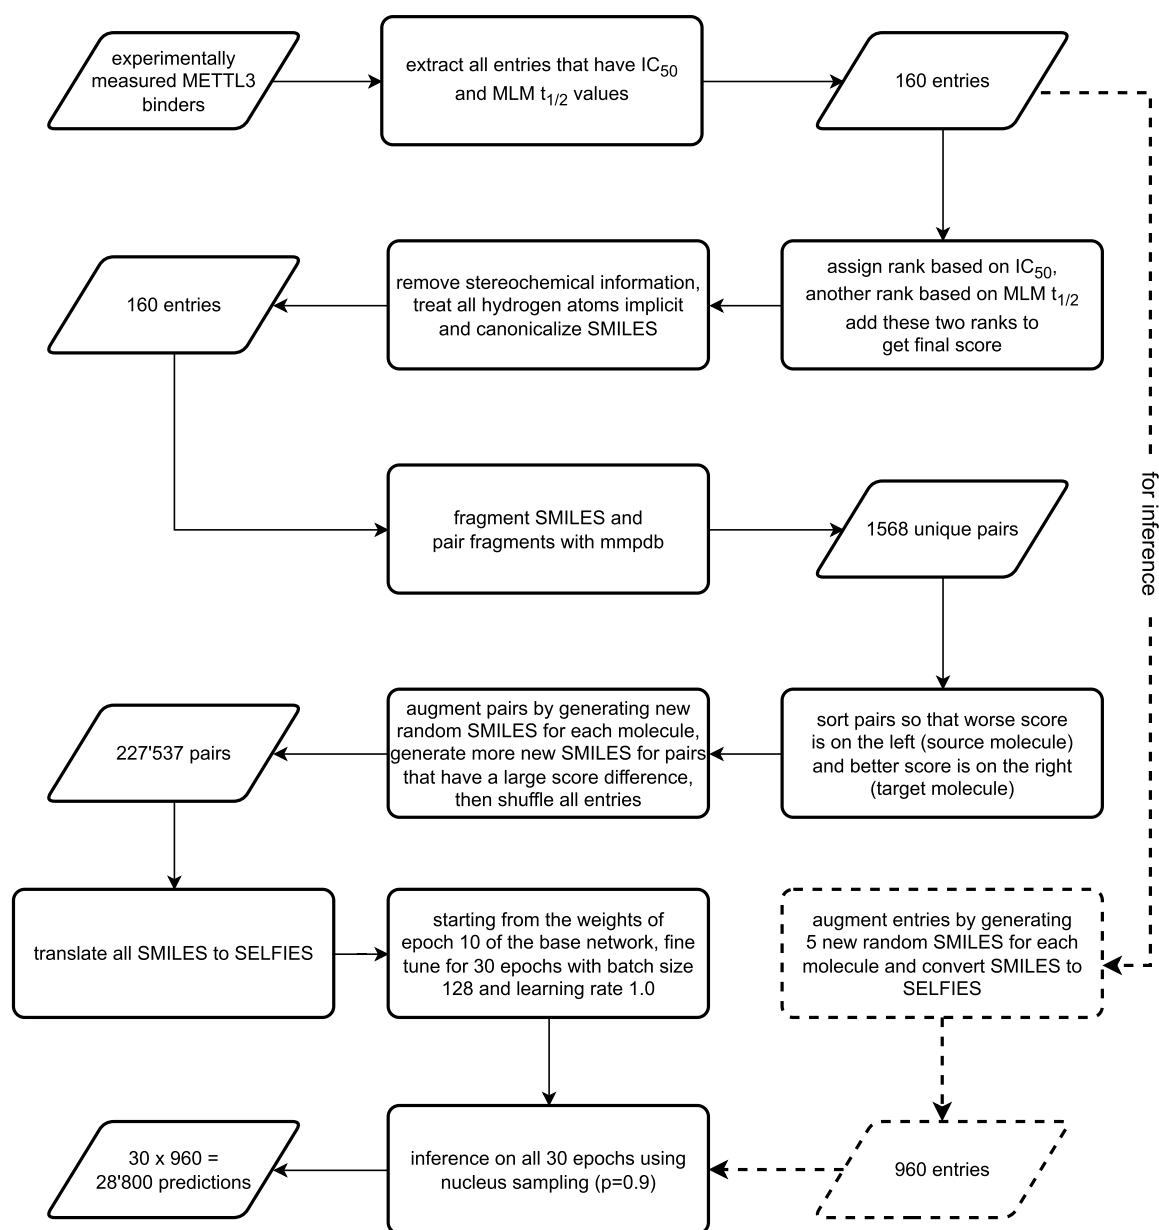 experimentally
measured METTL3
binders
extract all entries that have IC50
and MLM t1/2 values
160 entries
assign rank based on IC50,
another rank based on MLM t1/2
add these two ranks to
get final score
remove stereochemical information,
treat all hydrogen atoms implicit
and canonicalize SMILES
160 entries
fragment SMILES and
pair fragments with mmpdb
1568 unique pairs
for inference
sort pairs so that worse score
is on the left (source molecule)
and better score is on the right
(target molecule)
augment pairs by generating new
random SMILES for each molecule,
generate more new SMILES for pairs
that have a large score difference,
then shuffle all entries
227'537 pairs
translate all SMILES to SELFIES
starting from the weights of
epoch 10 of the base network, fine
tune for 30 epochs with batch size
128 and learning rate 1.0
augment entries by generating
5 new random SMILES for each
molecule and convert SMILES to
SELFIES
960 entries
inference on all 30 epochs using
nucleus sampling (p=0.9)
30 x 960 =
28'800 predictions